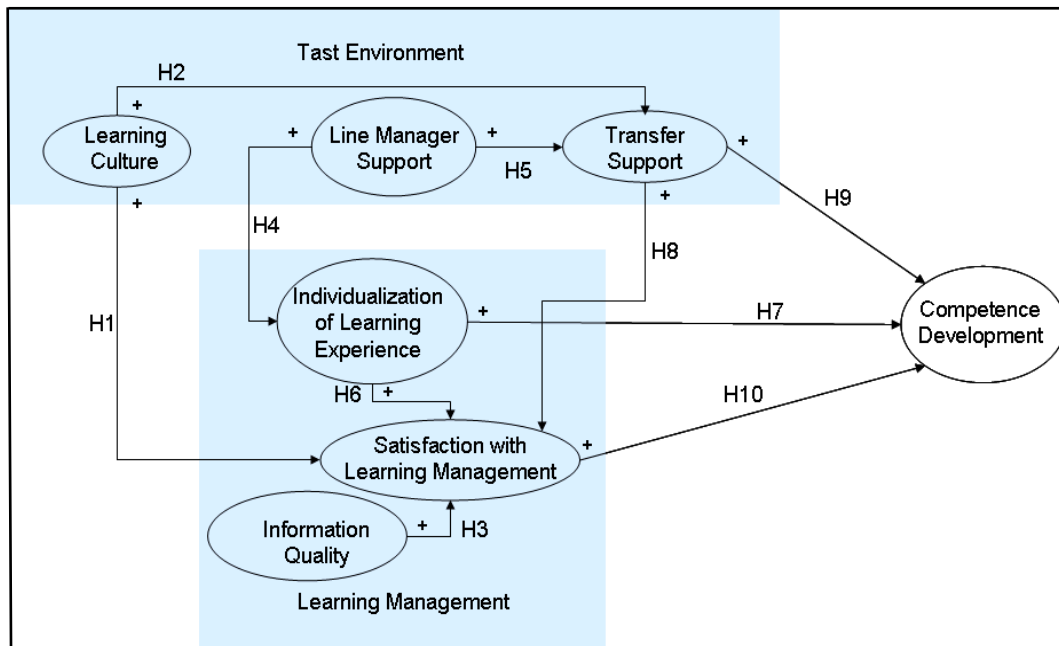 Tast Environment
H2
+
+
+
Learning
Culture
Line Manager
Support
Transfer
Support
+
H5
+
+
H9
H4
H8
Individualization
of Learning
Experience
+
H1
H7
Competence
Development
H6
+
H10
Satisfaction with
Learning Management
+
Information
Quality
+
H3
Learning Management